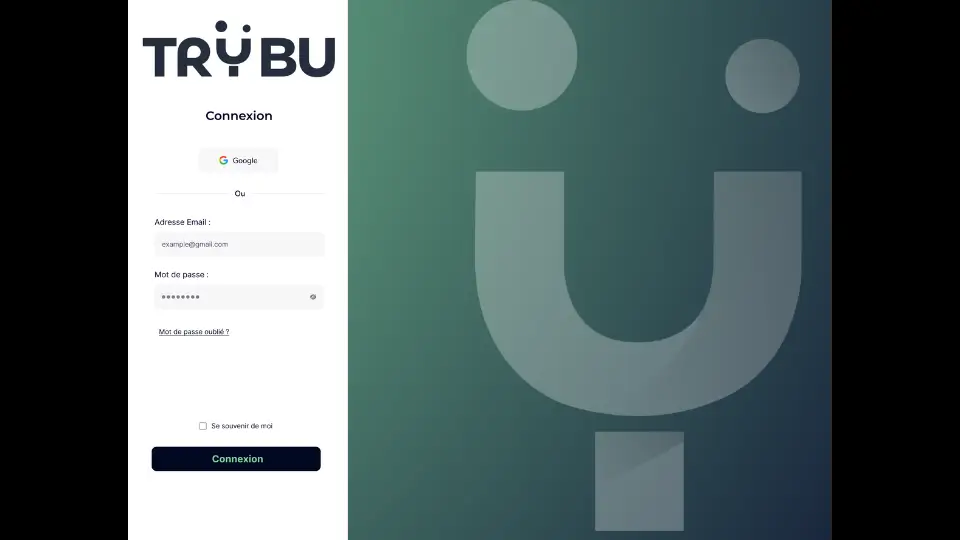 TRYBU
Connexion
Google
Ou
Adresse Email :
example@gmail.com
Mot de passe :
Mot de passe oublié ?
Se souvenir de moi
Connexion